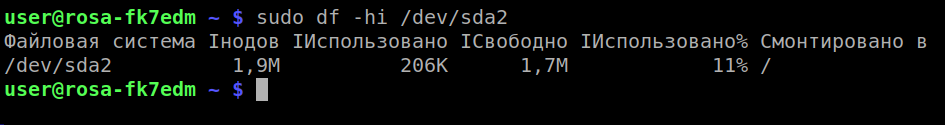 user@rosa-fk7edm ~ $ sudo df -hi /dev/sda2
Файловая система Iнодов IИспользовано IСвободно IИспользовано% Cмонтировано в
/dev/sda2 1,9M 206K 1,7M 11% /
user@rosa-fk7edm ~ $